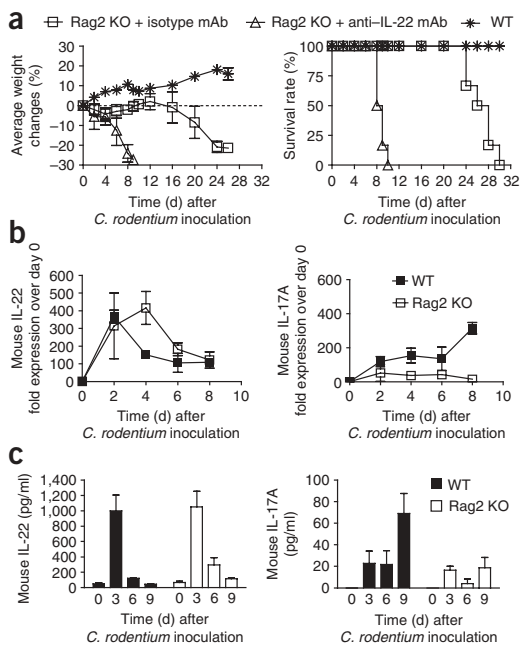 a
Rag2 KO + isotype mAb
Rag2 KO + anti–IL-22 mAb
WT
Average weight
changes (%)
30
20
10
0
–10
–20
–30
0 4 8 12 16 20 24 28 32
Time (d) after
C. rodentium inoculation
Survival rate (%)
100
75
50
25
0
0 4 8 12 16 20 24 28 32
Time (d) after
C. rodentium inoculation
b
Mouse IL-22
fold expression over day 0
600
500
400
300
200
100
0
0 2 4 6 8 10
Time (d) after
C. rodentium inoculation
Mouse IL-17A
fold expression over day 0
600
400
200
0
0 2 4 6 8 10
Time (d) after
C. rodentium inoculation
WT
Rag2 KO
c
Mouse IL-22 (pg/ml)
1,400
1,200
1,000
800
600
400
200
0
0 3 6 9 0 3 6 9
Time (d) after
C. rodentium inoculation
Mouse IL-17A
(pg/ml)
100
80
60
40
20
0
0 3 6 9 0 3 6 9
Time (d) after
C. rodentium inoculation
WT
Rag2 KO